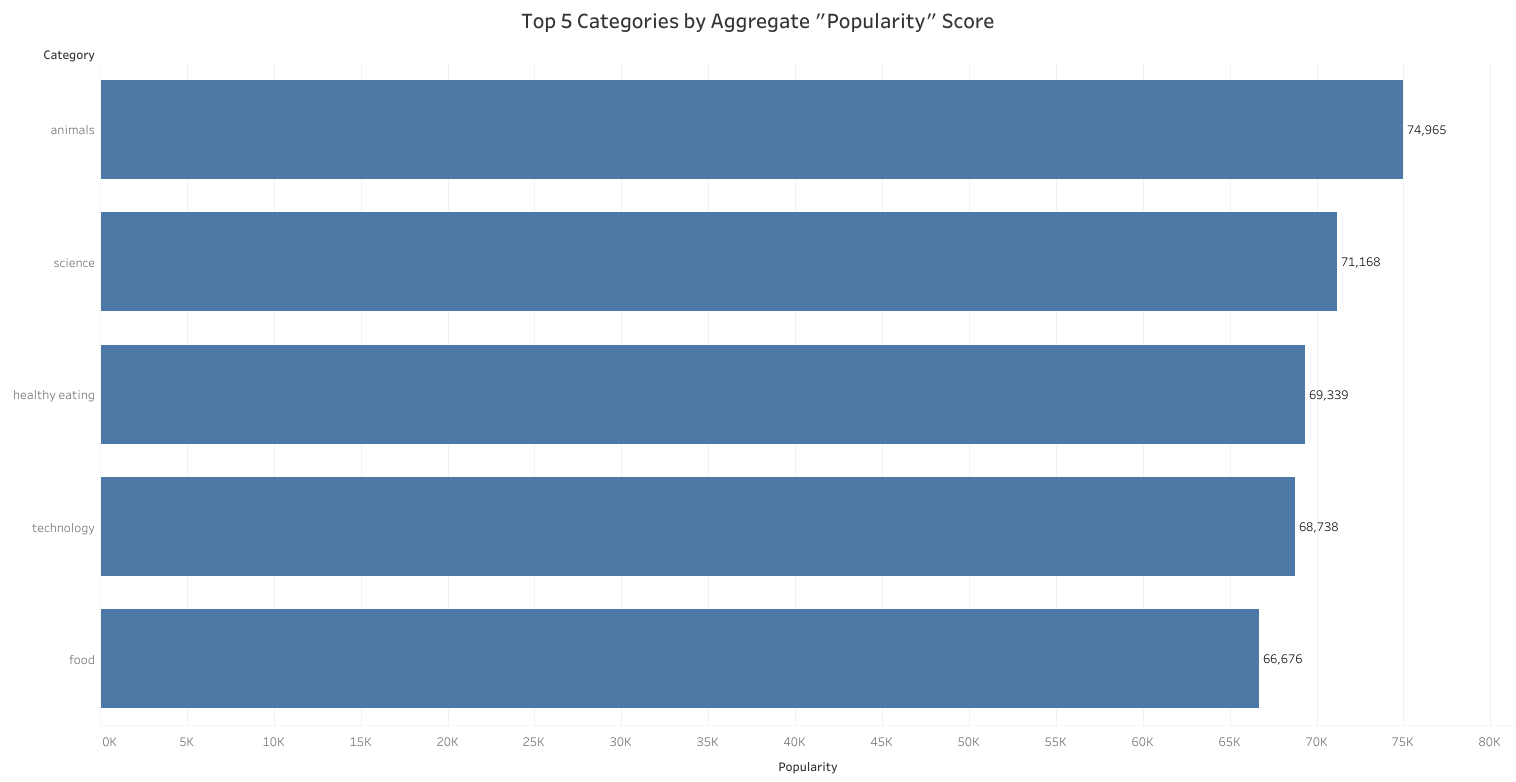 Top 5 Categories by Aggregate "Popularity" Score
Category
animals
74,965
science
71,168
healthy eating
69,339
technology
68,738
food
66,676
0K 5K 10K 15K 20K 25K 30K 35K 40K 45K 50K 55K 60K 65K 70K 75K 80K
Popularity